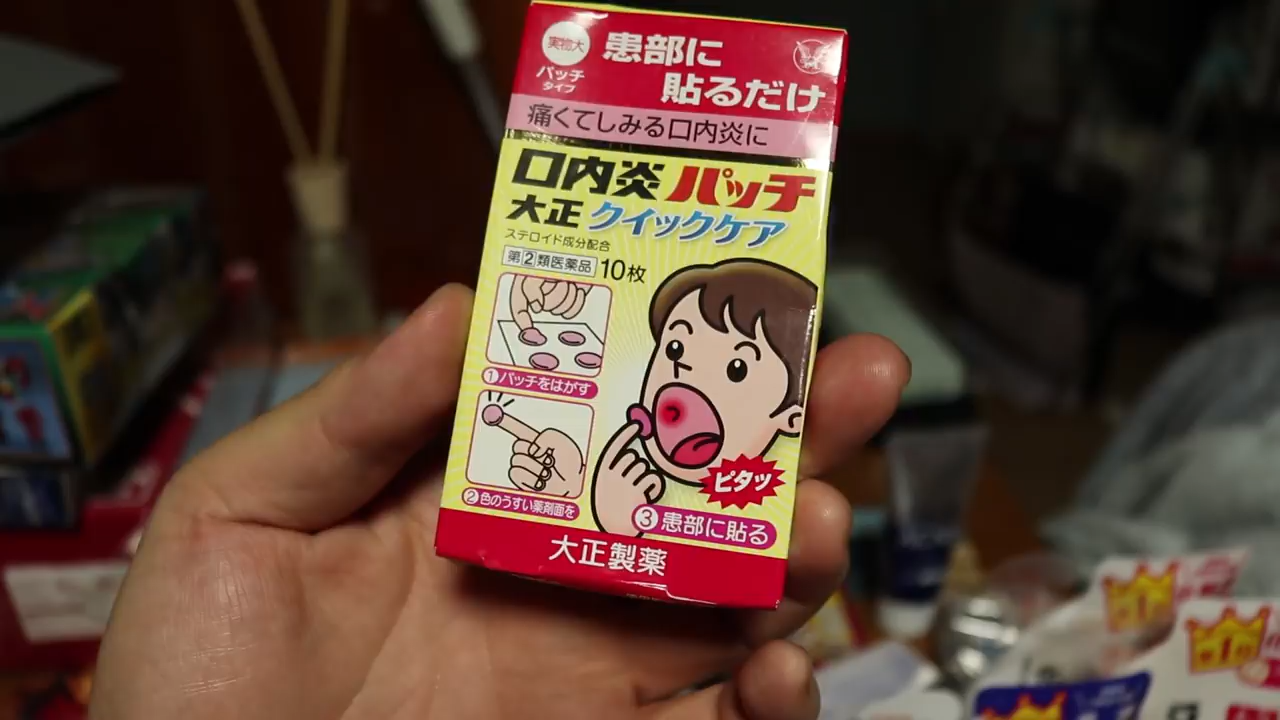 実物大
パッチ
タイプ
患部に
貼るだけ
痛くてしみる口内炎に
口内炎 パッチ
大正 クイックケア
ステロイド成分配合
指②類医薬品 10枚
①パッチをはがす
②色のうすい薬剤面を
ピタッ
③患部に貼る
大正製薬